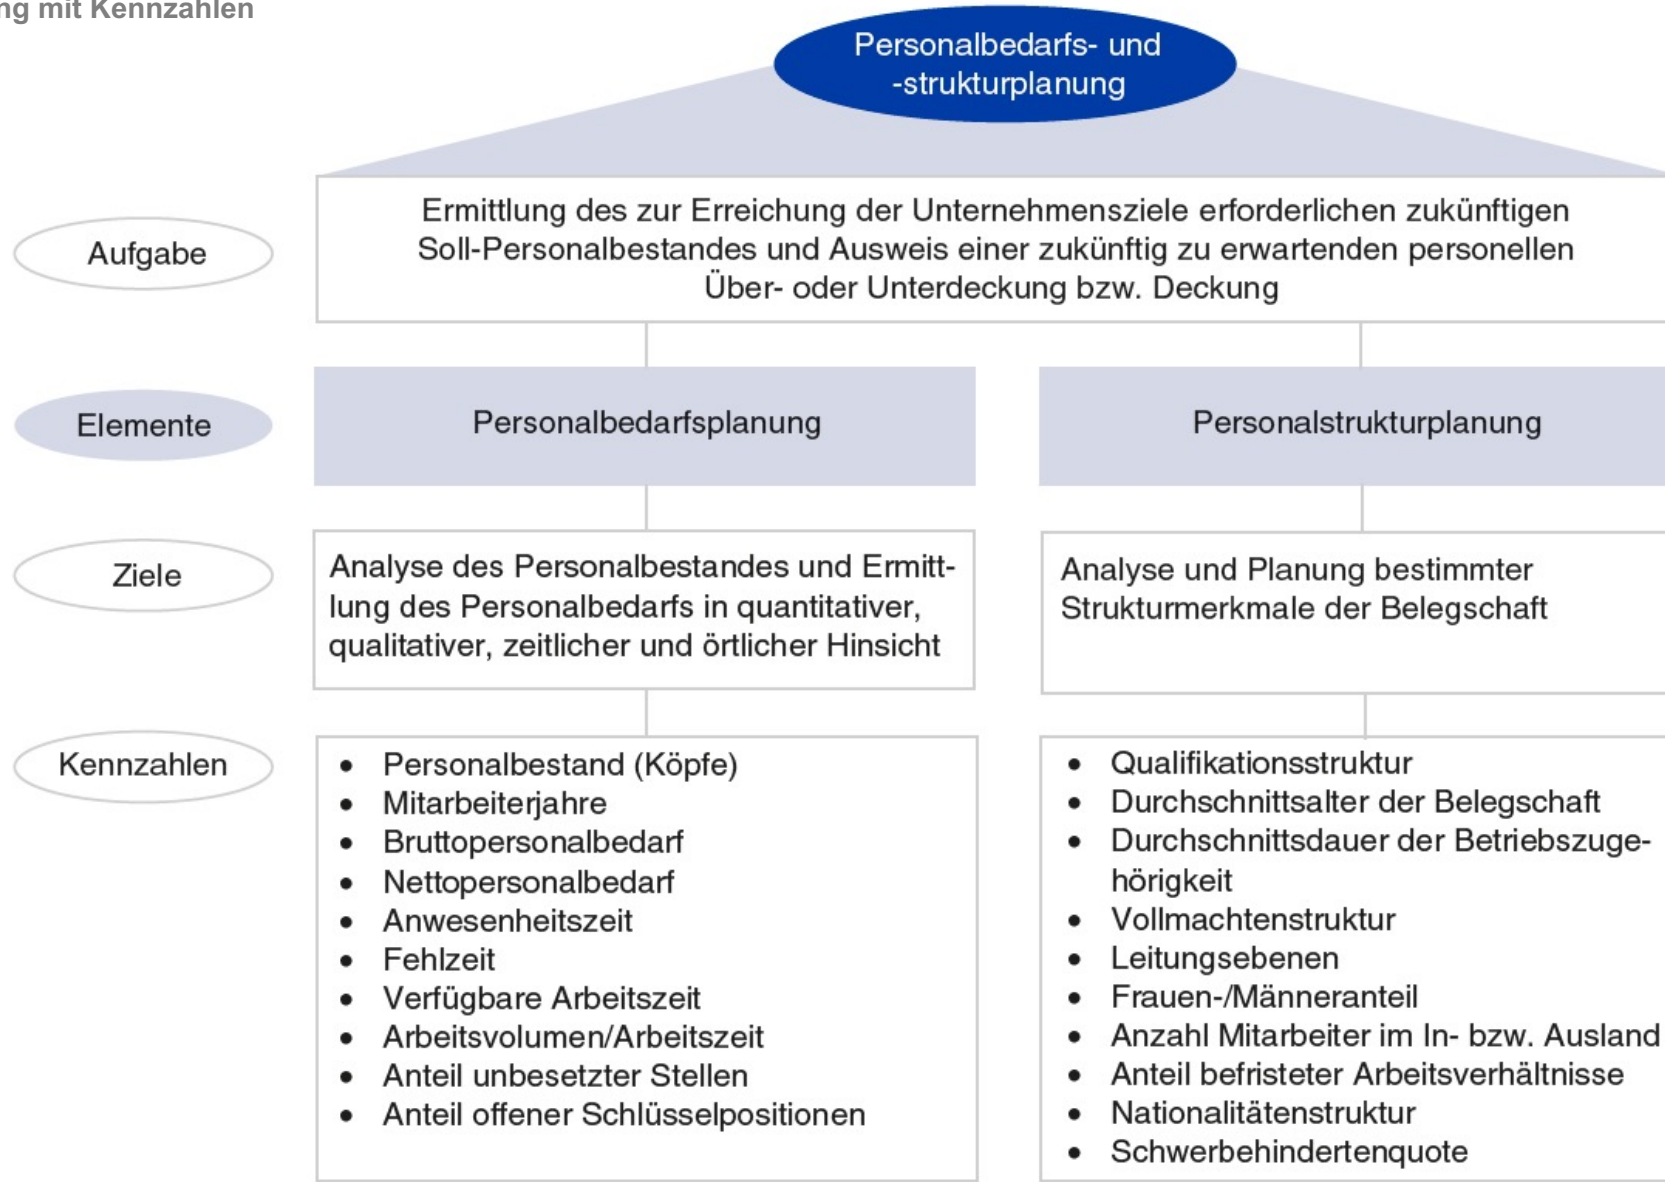 ng mit Kennzahlen
Personalbedarfs- und
-strukturplanung
Aufgabe
Ermittlung des zur Erreichung der Unternehmensziele erforderlichen zukünftigen
Soll-Personalbestandes und Ausweis einer zukünftig zu erwartenden personellen
Über- oder Unterdeckung bzw. Deckung
Elemente
Personalbedarfsplanung
Personalstrukturplanung
Ziele
Analyse des Personalbestandes und Ermitt-
lung des Personalbedarfs in quantitativer,
qualitativer, zeitlicher und örtlicher Hinsicht
Analyse und Planung bestimmter
Strukturmerkmale der Belegschaft
Kennzahlen
• Personalbestand (Köpfe)
• Mitarbeiterjahre
• Bruttopersonalbedarf
• Nettopersonalbedarf
• Anwesenheitszeit
• Fehlzeit
• Verfügbare Arbeitszeit
• Arbeitsvolumen/Arbeitszeit
• Anteil unbesetzter Stellen
• Anteil offener Schlüsselpositionen
• Qualifikationsstruktur
• Durchschnittsalter der Belegschaft
• Durchschnittsdauer der Betriebszuge-
hörigkeit
• Vollmachtenstruktur
• Leitungsebenen
• Frauen-/Männeranteil
• Anzahl Mitarbeiter im In- bzw. Ausland
• Anteil befristeter Arbeitsverhältnisse
• Nationalitätenstruktur
• Schwerbehindertenquote